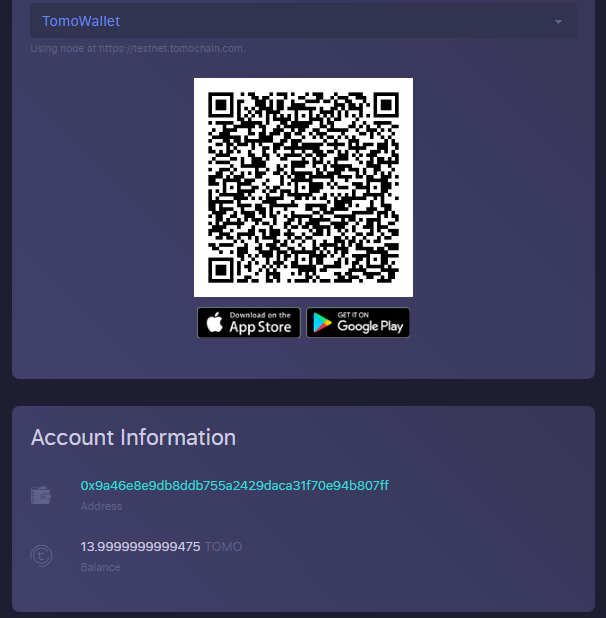 TomoWallet
Using node at https://testnet.tomochain.com.
Download on the
App Store
GET IT ON
Google Play
Account Information
0x9a46e8e9db8ddb755a2429daca31f70e94b807ff
Address
13.9999999999475 TOMO
Balance